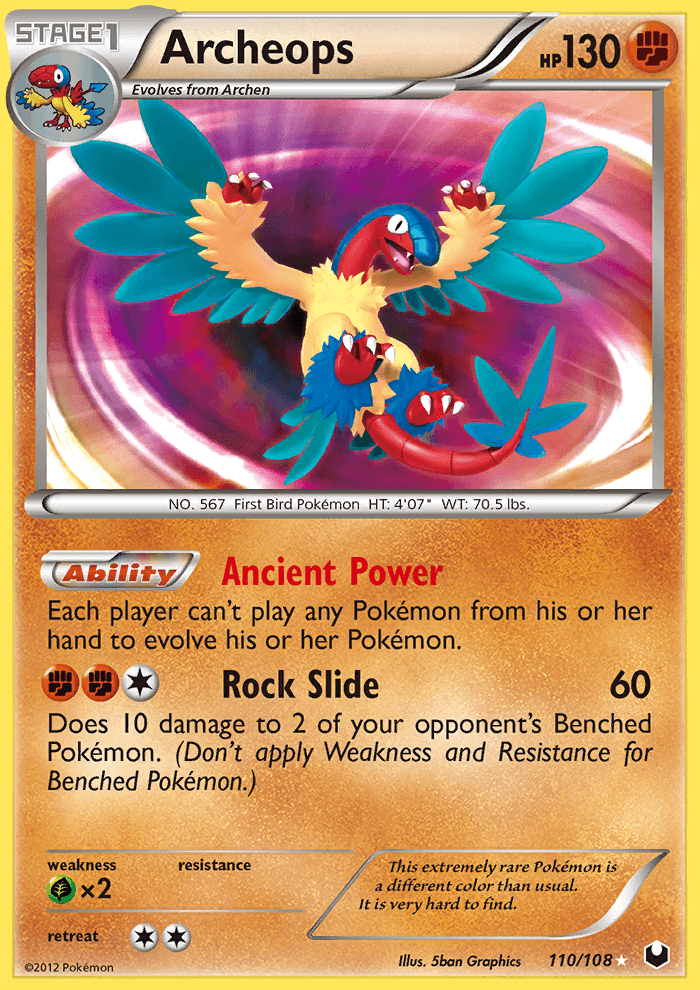 STAGE1
Archeops
HP130
Evolves from Archen
NO. 567 First Bird Pokémon HT: 4'07" WT: 70.5 lbs.
Ability
Ancient Power
Each player can't play any Pokémon from his or her
hand to evolve his or her Pokémon.
Rock Slide 60
Does 10 damage to 2 of your opponent's Benched
Pokémon. (Don't apply Weakness and Resistance for
Benched Pokémon.)
weakness resistance
×2
retreat
This extremely rare Pokémon is
a different color than usual.
It is very hard to find.
©2012 Pokémon
Illus. 5ban Graphics 110/108